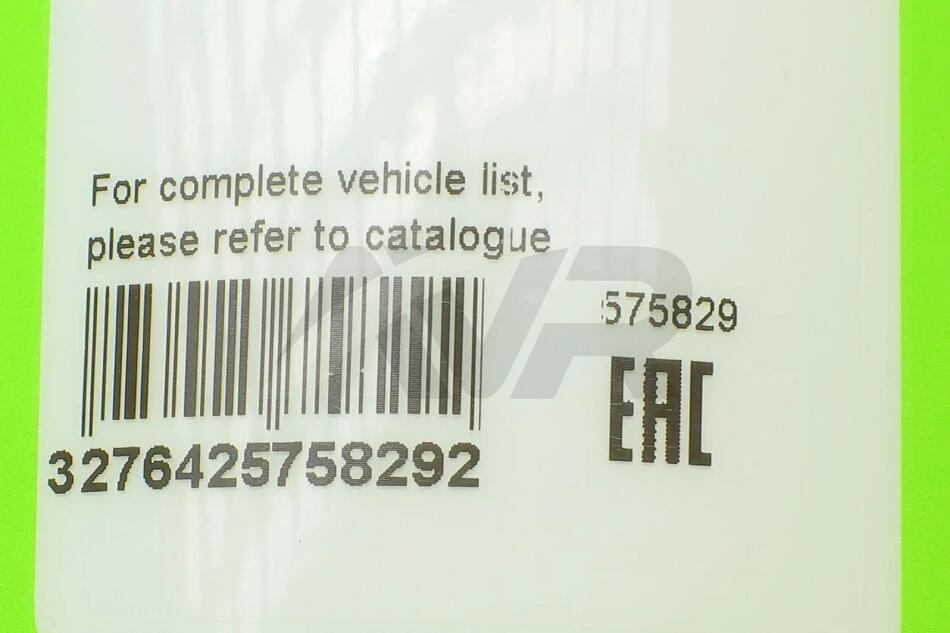 For complete vehicle list,
please refer to catalogue
575829
EAC
3276425758292